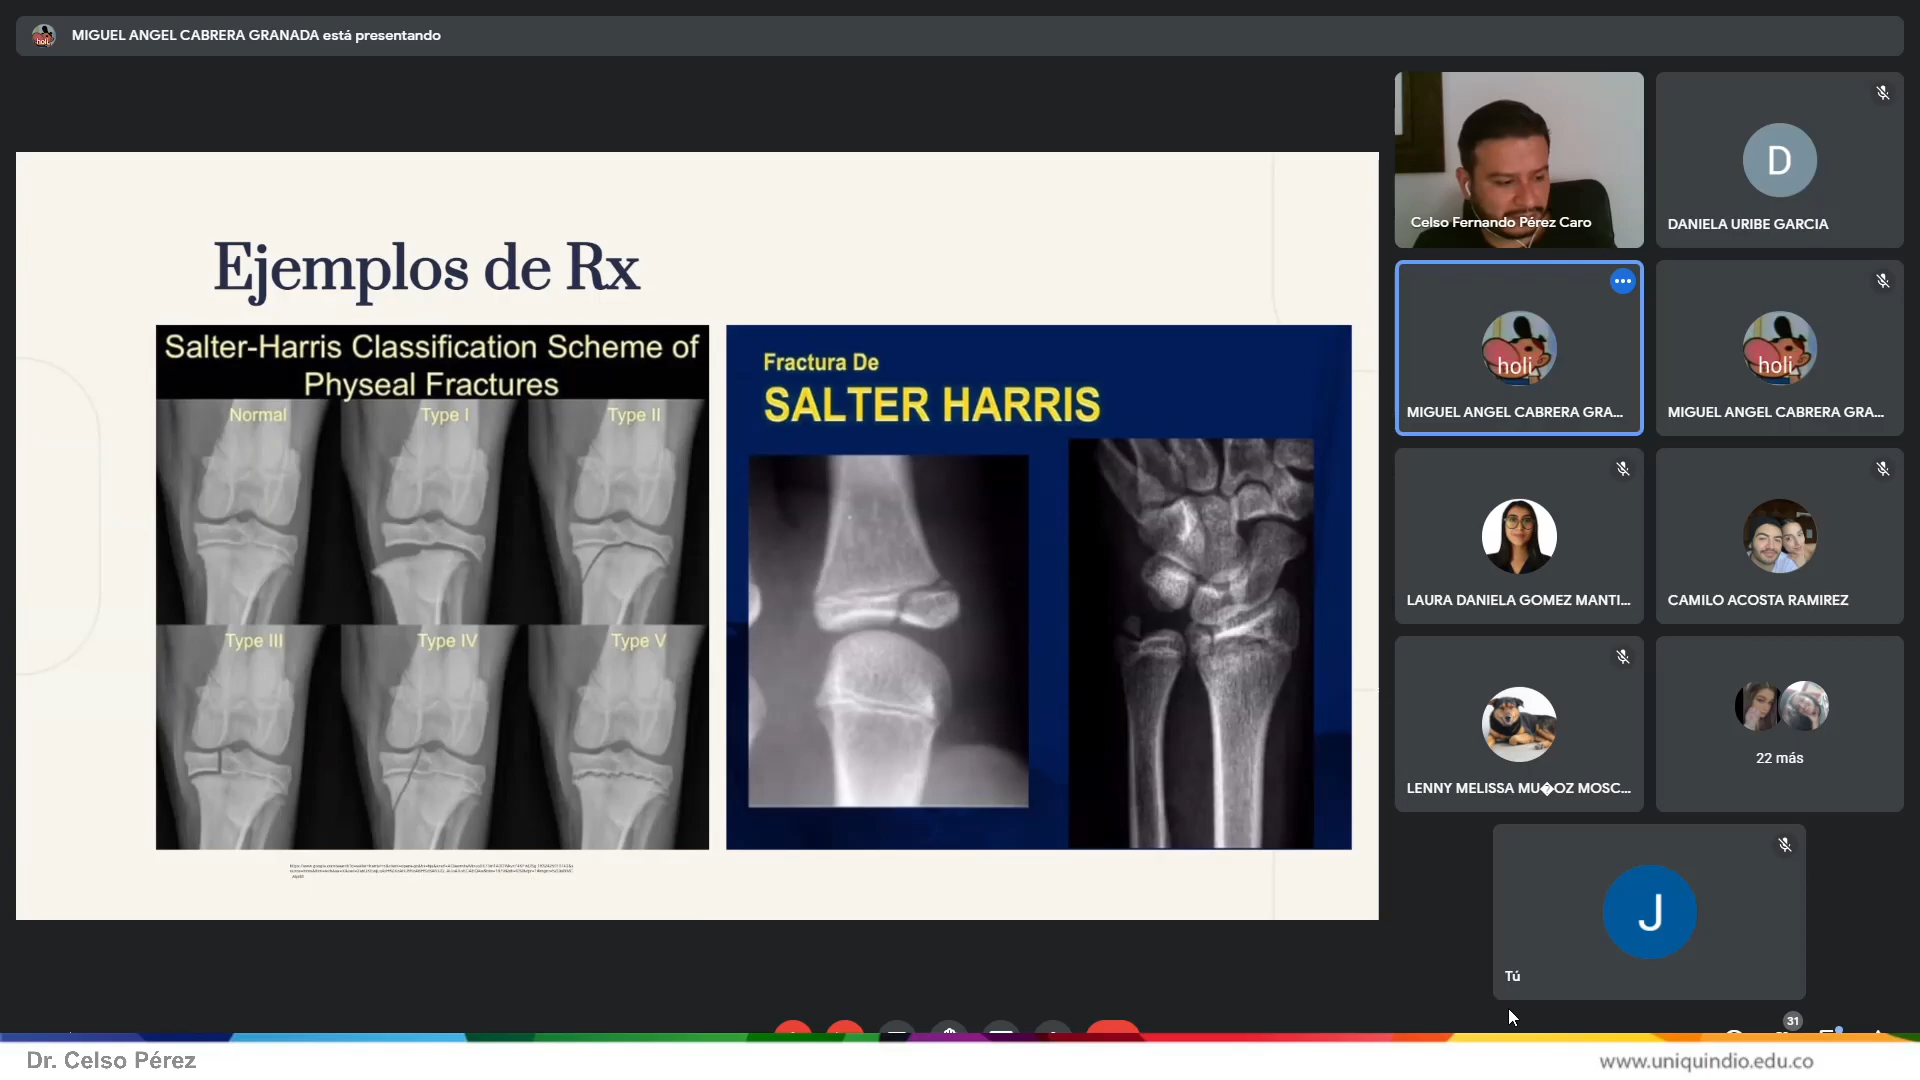 MIGUEL ANGEL CABRERA GRANADA está presentando
Ejemplos de Rx
Salter-Harris Classification Scheme of
Physeal Fractures
Normal
Type I
Type II
Type III
Type IV
Type V
Fractura De
SALTER HARRIS
Celso Fernando Pérez Caro
D
DANIELA URIBE GARCIA
holi
MIGUEL ANGEL CABRERA GRA...
holi
MIGUEL ANGEL CABRERA GRA...
LAURA DANIELA GOMEZ MANTI...
CAMILO ACOSTA RAMIREZ
LENNY MELISSA MU�OZ MOSC...
22 más
J
Tú
31
Dr. Celso Pérez
www.uniquindio.edu.co